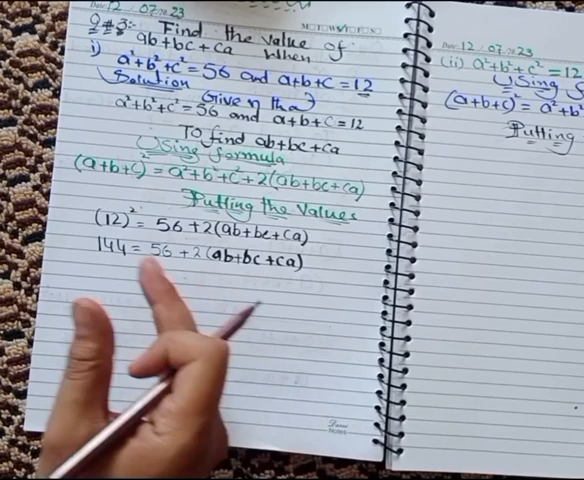 Date: 12 / 07.20.23
Q#3:- Find the value of
ab+bc+ca when
i) a²+b²+c²=56 and a+b+c=12
Solution Given that
a²+b²+c²=56 and a+b+c=12
To find ab+bc+ca
Using formula
(a+b+c)²=a²+b²+c²+2(ab+bc+ca)
Putting the values
(12)²= 56+2(ab+bc+ca)
144=56+2(ab+bc+ca)
Date: 12 / 07.20.23
(ii) a²+b²+c²=12
Using
(a+b+c)²=a²+b²
Putting